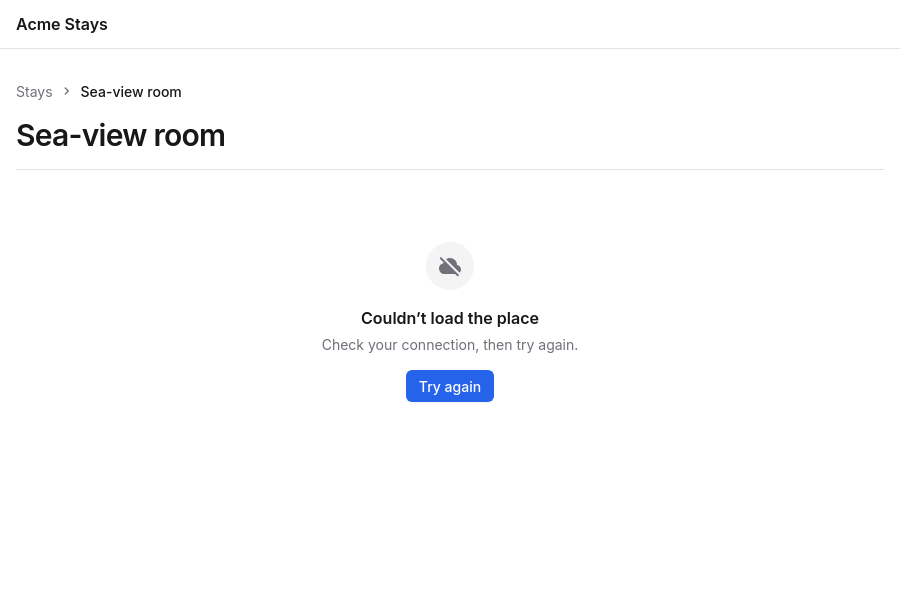 Acme Stays
Stays > Sea-view room
Sea-view room
Couldn’t load the place
Check your connection, then try again.
Try again